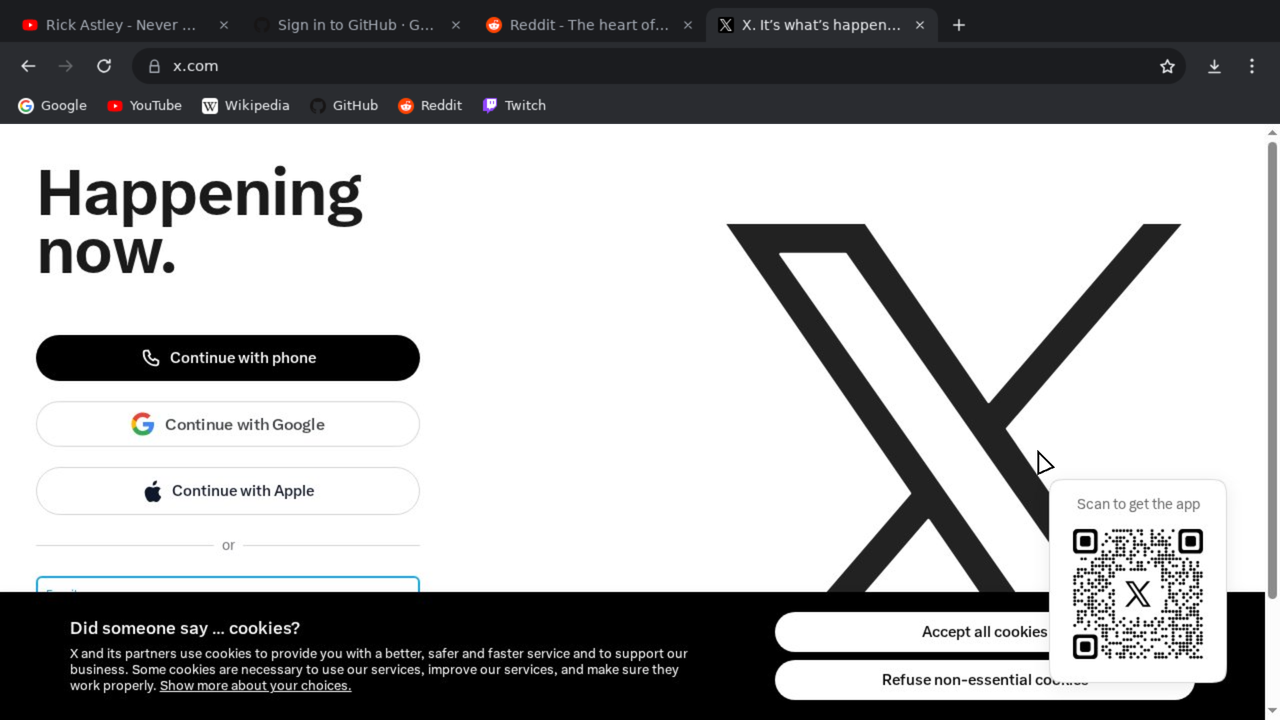 Rick Astley - Never ...
Sign in to GitHub · G...
Reddit - The heart of...
X. It's what's happen...
x.com
Google
YouTube
Wikipedia
GitHub
Reddit
Twitch
Happening
now.
Continue with phone
Continue with Google
Continue with Apple
or
Scan to get the app
Did someone say … cookies?
X and its partners use cookies to provide you with a better, safer and faster service and to support our
business. Some cookies are necessary to use our services, improve our services, and make sure they
work properly. Show more about your choices.
Accept all cookies
Refuse non-essential cookies